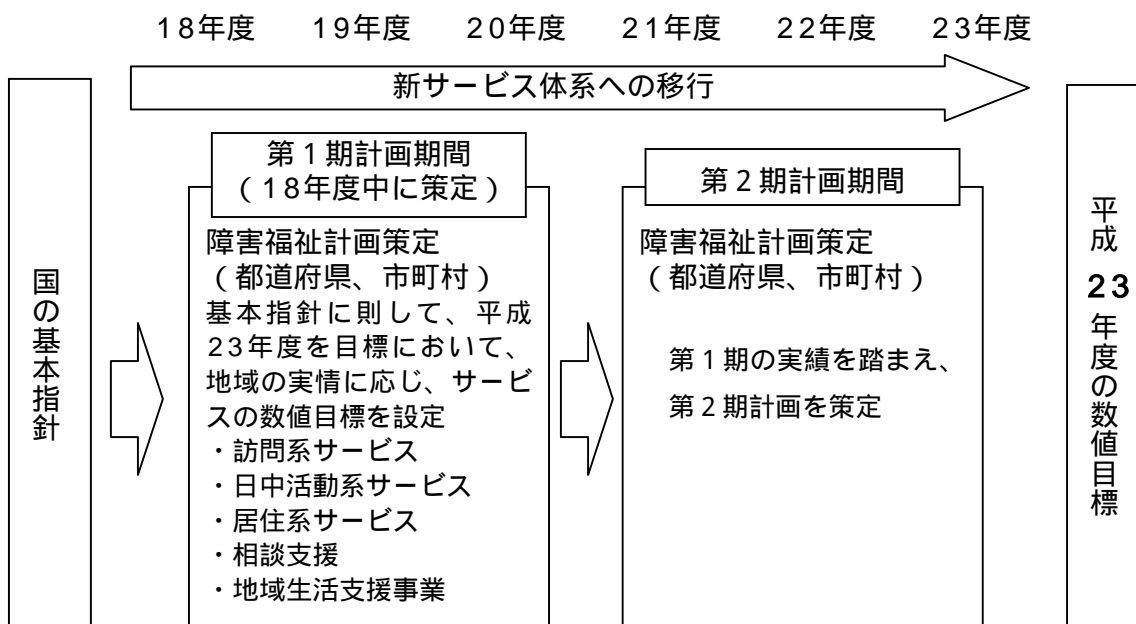 18年度 19年度 20年度 21年度 22年度 23年度
新サービス体系への移行
国の基本指針
第1期計画期間
(18年度中に策定)
障害福祉計画策定
(都道府県、市町村)
基本指針に則して、平成
23年度を目標において、
地域の実情に応じ、サービ
スの数値目標を設定
・訪問系サービス
・日中活動系サービス
・居住系サービス
・相談支援
・地域生活支援事業
第2期計画期間
障害福祉計画策定
(都道府県、市町村)
第1期の実績を踏まえ、
第2期計画を策定
平成23年度の数値目標